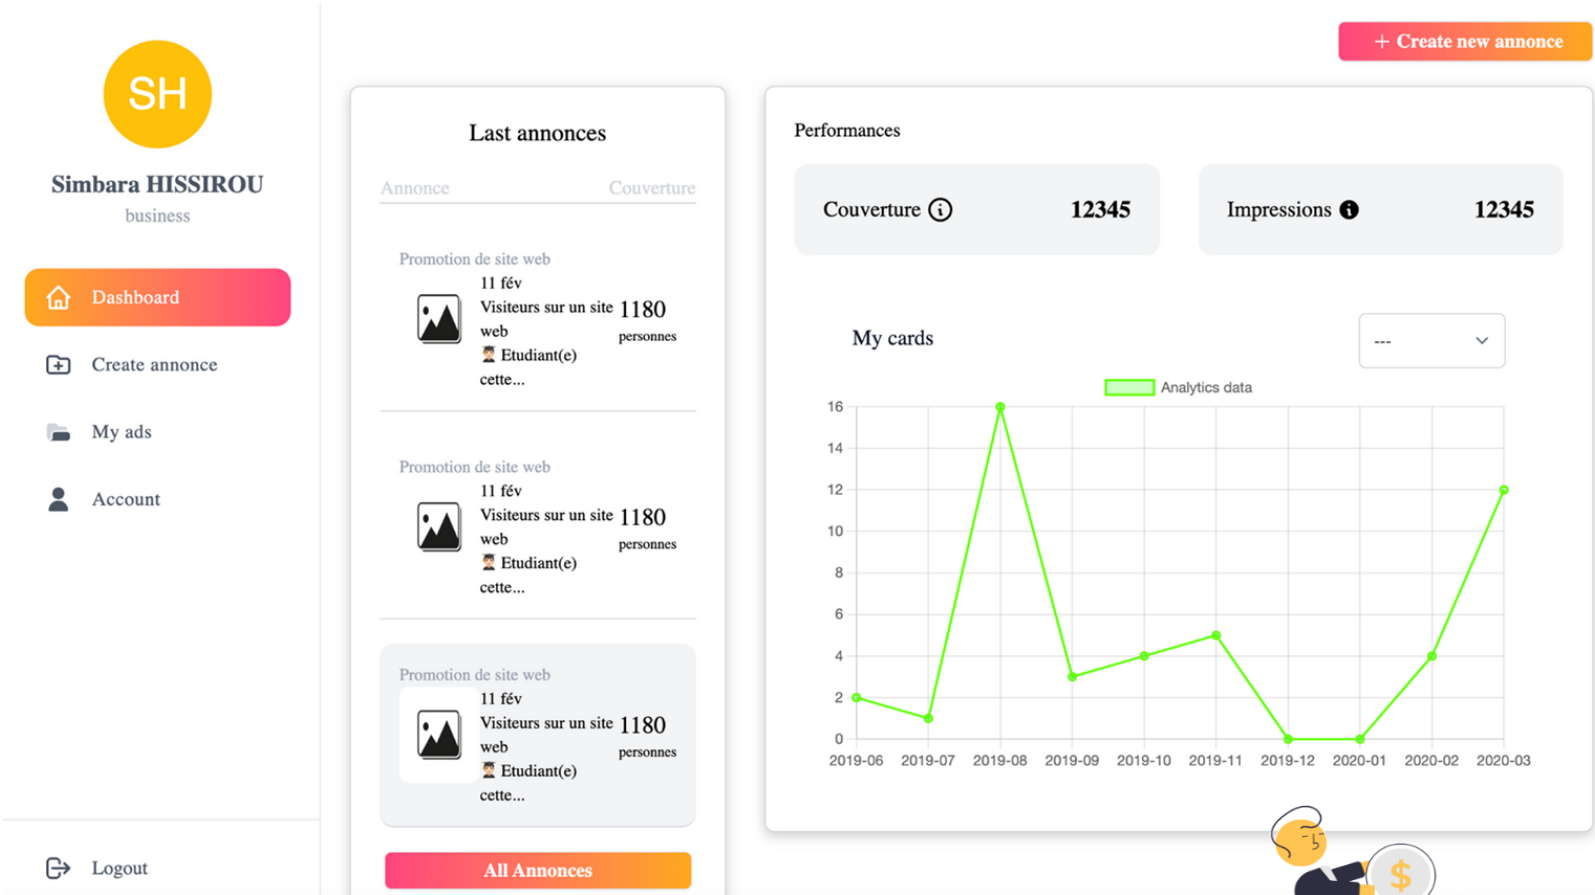 SH
Simbara HISSIROU
business
Dashboard
Create annonce
My ads
Account
Logout
+ Create new annonce
Last annonces
Annonce Couverture
Promotion de site web
11 fév
Visiteurs sur un site
web
👨🏻‍🎓 Etudiant(e)
cette...
1180
personnes
Promotion de site web
11 fév
Visiteurs sur un site
web
👨🏻‍🎓 Etudiant(e)
cette...
1180
personnes
Promotion de site web
11 fév
Visiteurs sur un site
web
👨🏻‍🎓 Etudiant(e)
cette...
1180
personnes
All Annonces
Performances
Couverture 12345
Impressions 12345
My cards
---
Analytics data
16
14
12
10
8
6
4
2
0
2019-06 2019-07 2019-08 2019-09 2019-10 2019-11 2019-12 2020-01 2020-02 2020-03
$